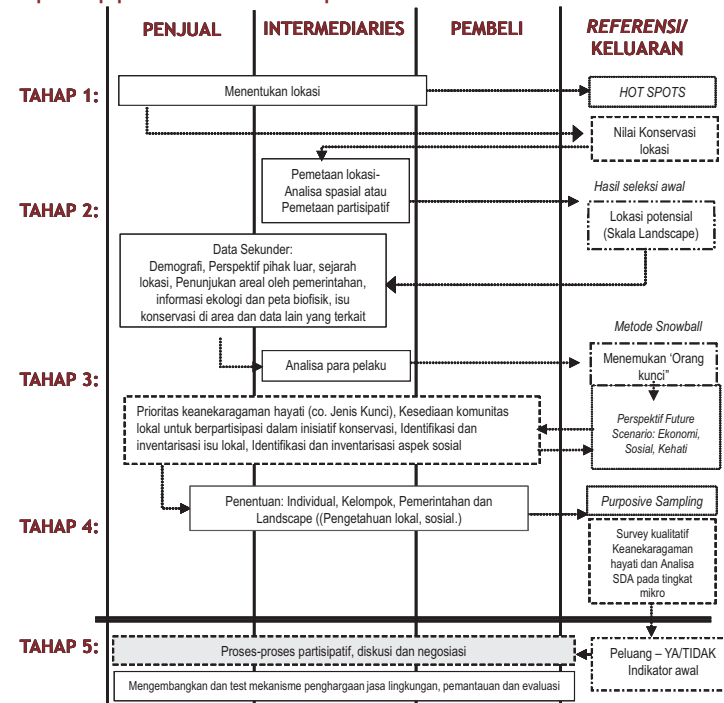 PENJUAL
INTERMEDIARIES
PEMBELI
REFERENSI/
KELUARAN
TAHAP 1:
Menentukan lokasi
HOT SPOTS
Nilai Konservasi
lokasi
TAHAP 2:
Pemetaan lokasi-
Analisa spasial atau
Pemetaan partisipatif
Hasil seleksi awal
Lokasi potensial
(Skala Landscape)
Data Sekunder:
Demografi, Perspektif pihak luar, sejarah
lokasi, Penunjukan areal oleh pemerintahan,
informasi ekologi dan peta biofisik, isu
konservasi di area dan data lain yang terkait
TAHAP 3:
Analisa para pelaku
Metode Snowball
Menemukan ‘Orang
kunci”
Prioritas keanekaragaman hayati (co. Jenis Kunci), Kesediaan komunitas
lokal untuk berpartisipasi dalam inisiatif konservasi, Identifikasi dan
inventarisasi isu lokal, Identifikasi dan inventarisasi aspek sosial
Perspektif Future
Scenario: Ekonomi,
Sosial, Kehati
TAHAP 4:
Penentuan: Individual, Kelompok, Pemerintahan dan
Landscape ((Pengetahuan lokal, sosial.)
Purposive Sampling
Survey kualitatif
Keanekaragaman
hayati dan Analisa
SDA pada tingkat
mikro
TAHAP 5:
Proses-proses partisipatif, diskusi dan negosiasi
Peluang – YA/TIDAK
Indikator awal
Mengembangkan dan test mekanisme penghargaan jasa lingkungan, pemantauan dan evaluasi